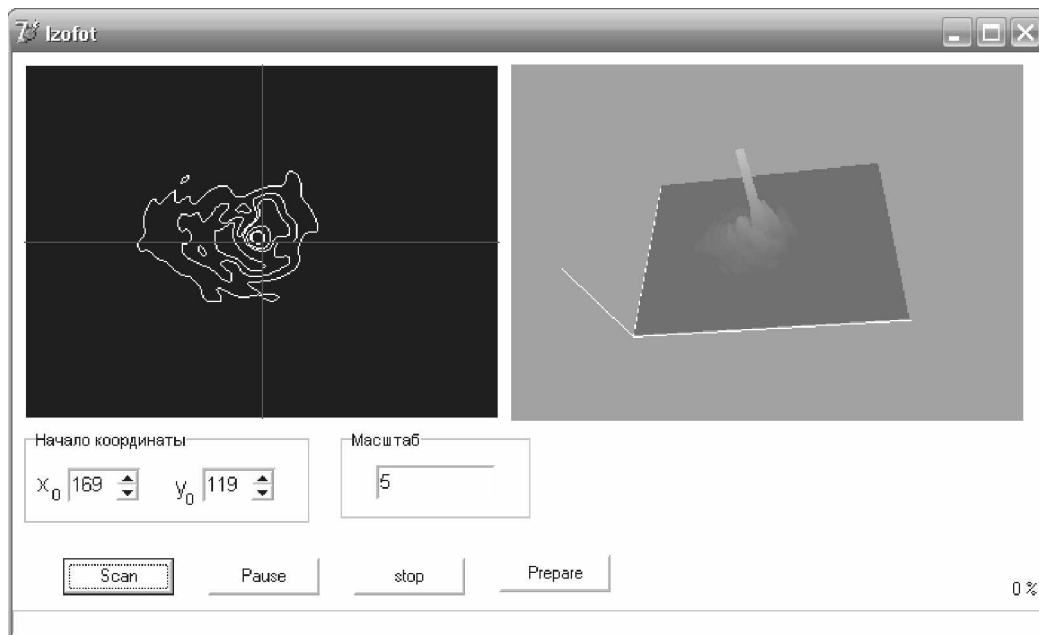 Izofot
Начало координаты
Масштаб
x0 169
y0 119
5
Scan
Pause
stop
Prepare
0 %